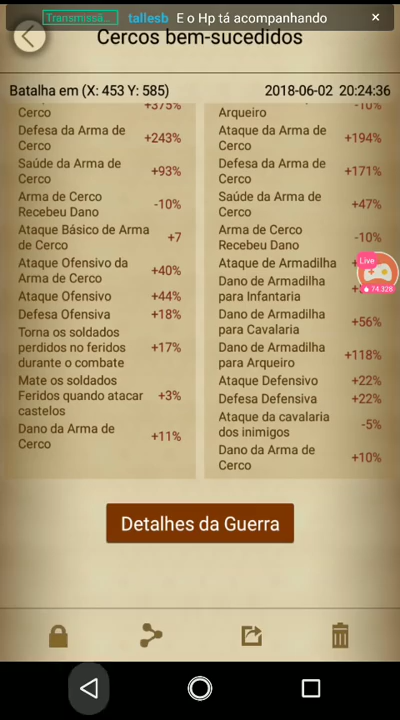 Transmissã... tallesb E o Hp tá acompanhando ×
Cercos bem-sucedidos
Batalha em (X: 453 Y: 585) 2018-06-02 20:24:36
Cerco +375%
Defesa da Arma de
Cerco +243%
Saúde da Arma de
Cerco +93%
Arma de Cerco
Recebeu Dano -10%
Ataque Básico de Arma
de Cerco +7
Ataque Ofensivo da
Arma de Cerco +40%
Ataque Ofensivo +44%
Defesa Ofensiva +18%
Torna os soldados
perdidos no feridos +17%
durante o combate
Mate os soldados
Feridos quando atacar +3%
castelos
Dano da Arma de
Cerco +11%
Arqueiro -10%
Ataque da Arma de
Cerco +194%
Defesa da Arma de
Cerco +171%
Saúde da Arma de
Cerco +47%
Arma de Cerco
Recebeu Dano -10%
Ataque de Armadilha
Dano de Armadilha
para Infantaria
Dano de Armadilha
para Cavalaria +56%
Dano de Armadilha
para Arqueiro +118%
Ataque Defensivo +22%
Defesa Defensiva +22%
Ataque da cavalaria
dos inimigos -5%
Dano da Arma de
Cerco +10%
Live
74.328
Detalhes da Guerra